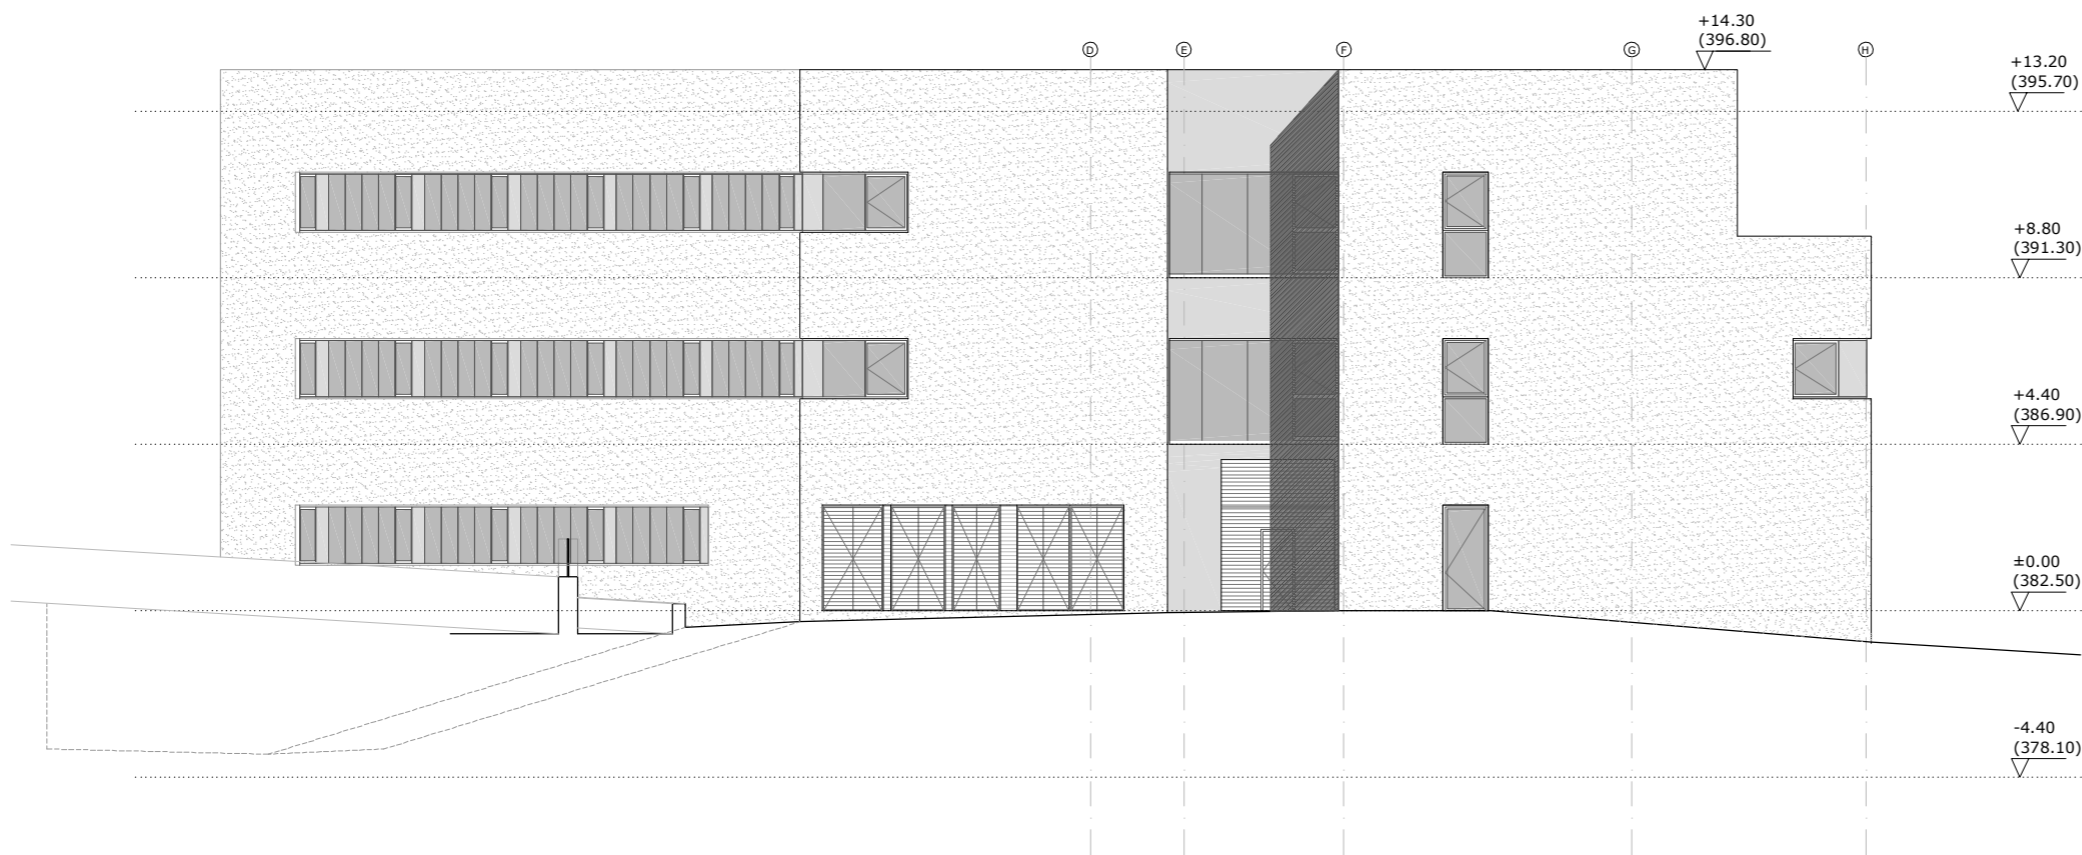 +14.30
(396.80)
D
E
F
G
H
+13.20
(395.70)
+8.80
(391.30)
+4.40
(386.90)
±0.00
(382.50)
-4.40
(378.10)